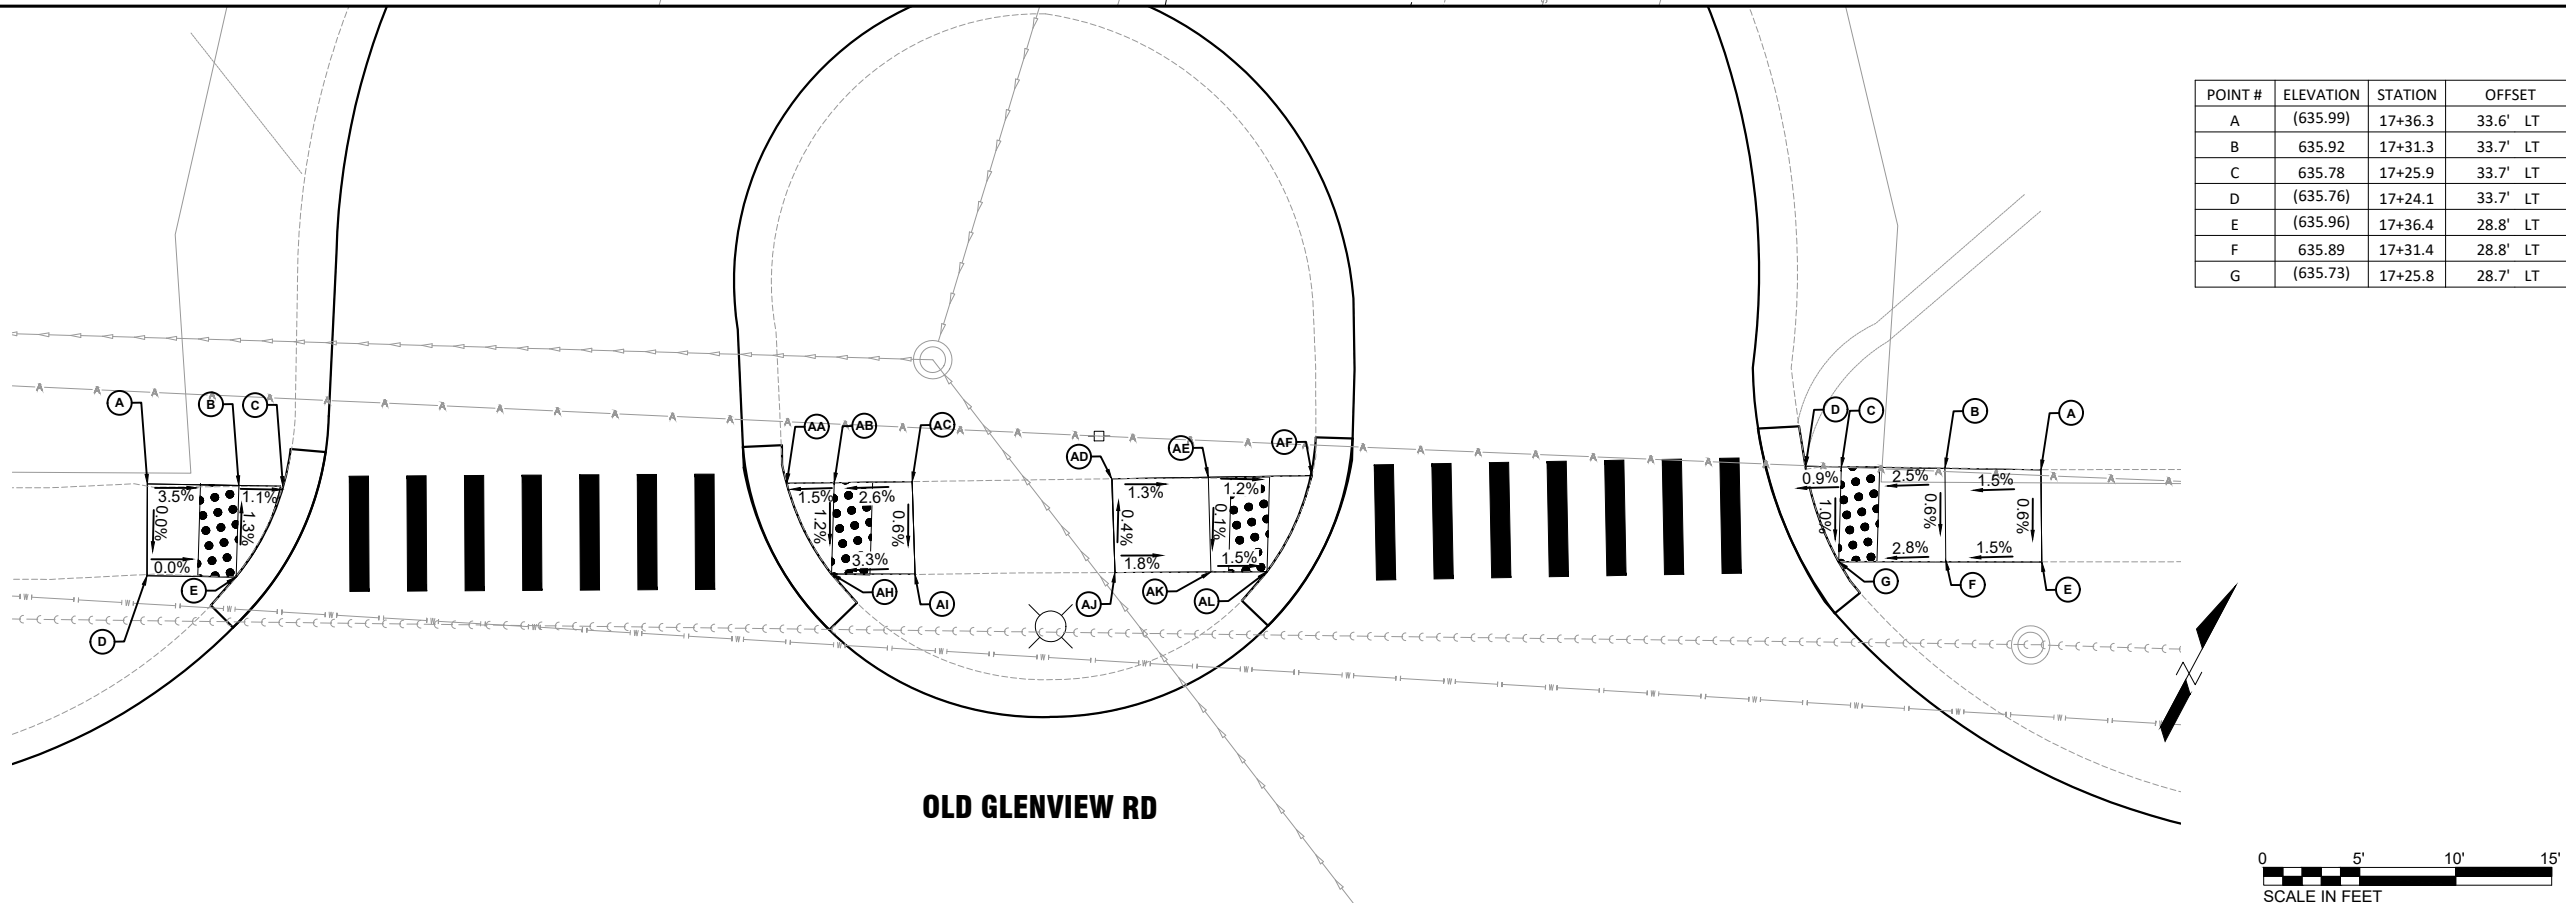 POINT # ELEVATION STATION OFFSET
A (635.99) 17+36.3 33.6' LT
B 635.92 17+31.3 33.7' LT
C 635.78 17+25.9 33.7' LT
D (635.76) 17+24.1 33.7' LT
E (635.96) 17+36.4 28.8' LT
F 635.89 17+31.4 28.8' LT
G (635.73) 17+25.8 28.7' LT
A B C
3.5% 1.1%
0.0% 1.3%
0.0%
E
D
AA AB AC
1.5% 2.6%
1.2% 0.6%
3.3%
AH AI
AD AE AF
1.3% 1.2%
0.4% 0.1%
1.8% 1.5%
AJ AK AL
D C B A
0.9% 2.5% 1.5%
1.0% 0.6% 0.6%
2.8% 1.5%
G F E
A A A A A A A A A A A A A A A A A A A A A A A A A A A A A A A A A A
W W W W W W W W W W W W W W W W W W W W W
N
OLD GLENVIEW RD
0 5' 10' 15'
SCALE IN FEET